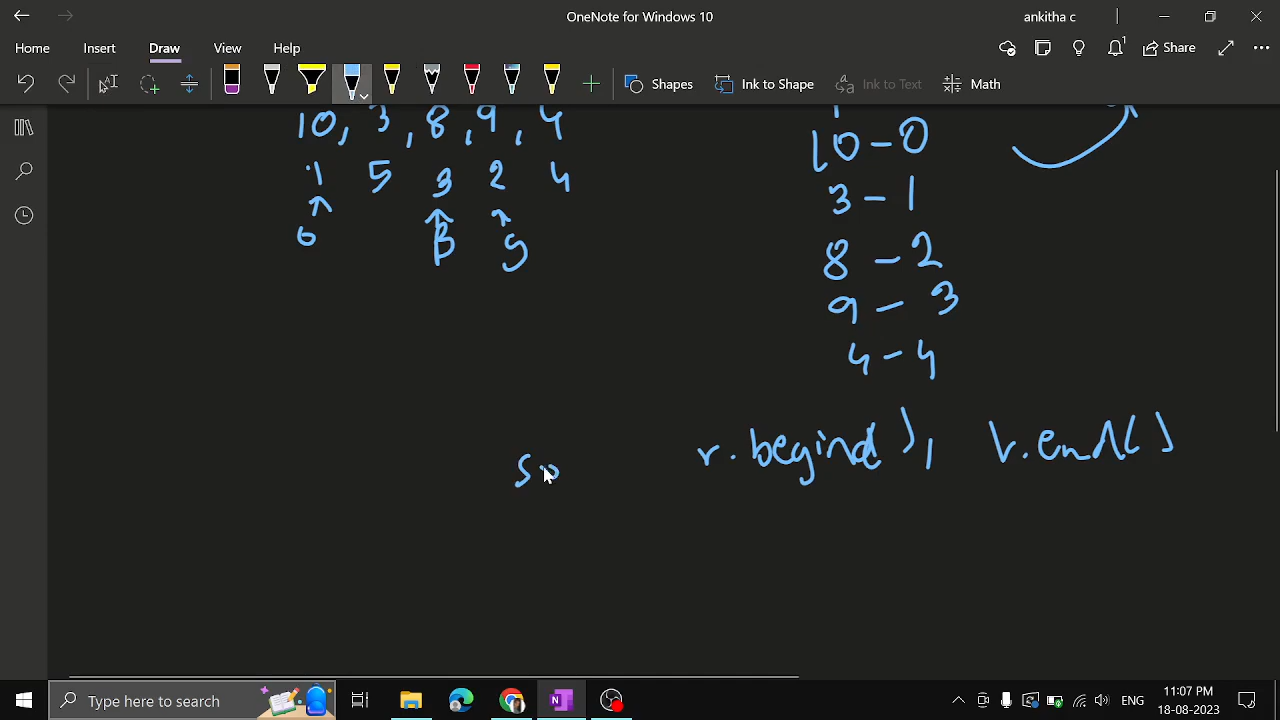 OneNote for Windows 10
ankitha c
Home Insert Draw View Help
Share
Shapes
Ink to Shape
Ink to Text
Math
10, 3, 8, 9, 4
1 5 3 2 4
G B S
10 - 0
3 - 1
8 - 2
9 - 3
4 - 4
so r.begin(), r.end()
Type here to search
ENG
11:07 PM
18-08-2023